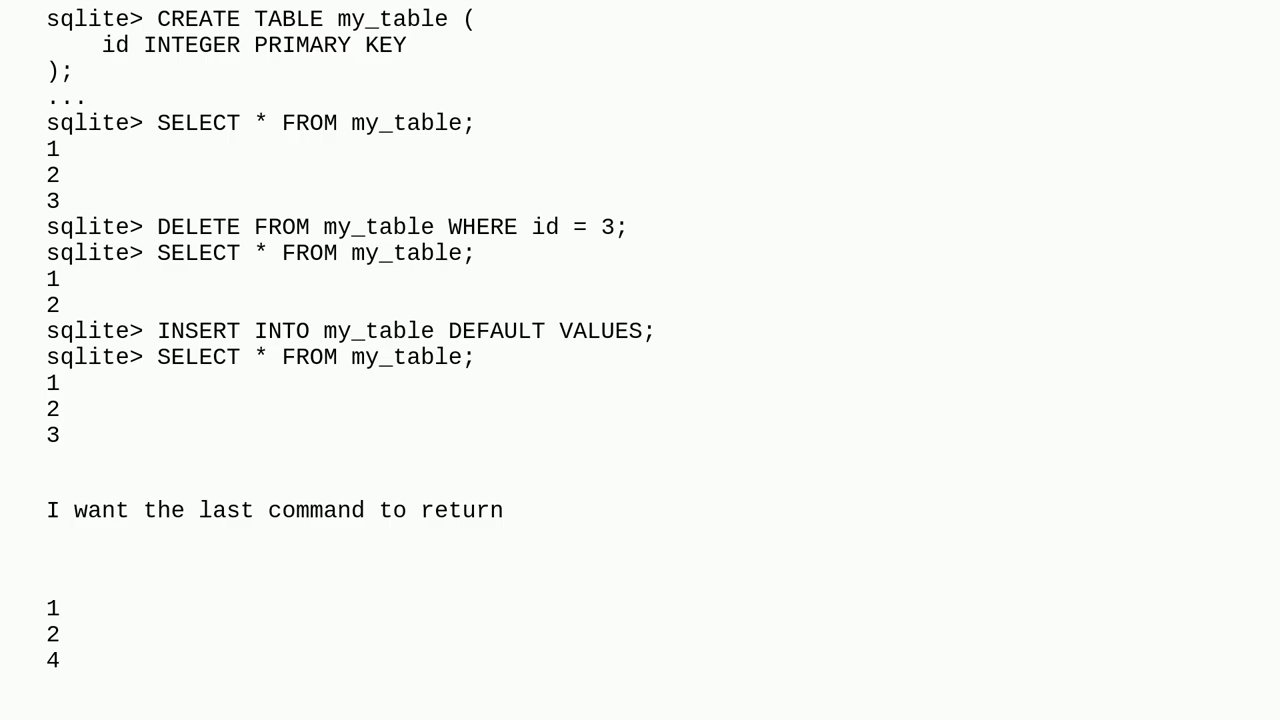 sqlite> CREATE TABLE my_table (
    id INTEGER PRIMARY KEY
);
...
sqlite> SELECT * FROM my_table;
1
2
3
sqlite> DELETE FROM my_table WHERE id = 3;
sqlite> SELECT * FROM my_table;
1
2
sqlite> INSERT INTO my_table DEFAULT VALUES;
sqlite> SELECT * FROM my_table;
1
2
3
I want the last command to return
1
2
4